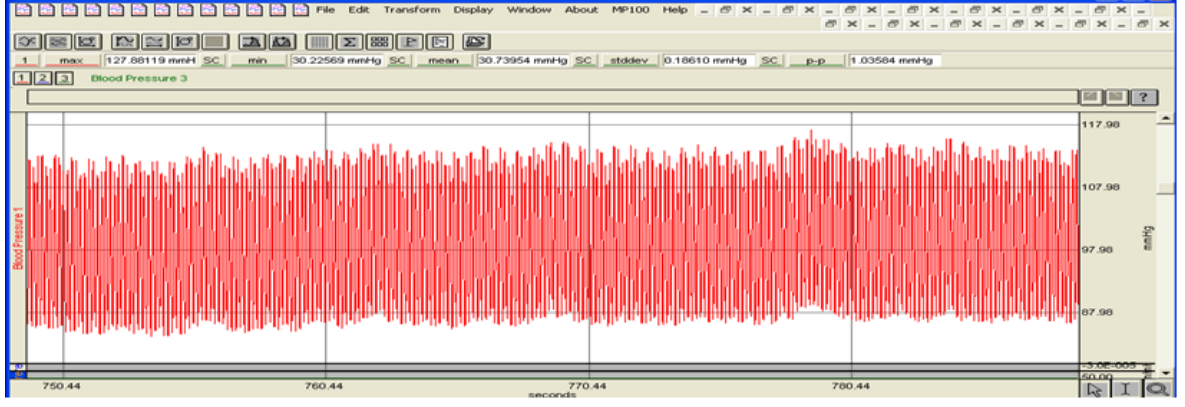 File Edit Transform Display Window About MP100 Help
1 max 127.88119 mmH SC min 30.22569 mmHg SC mean 30.73954 mmHg SC stddev 0.18610 mmHg SC p-p 1.03584 mmHg
1 2 3 Blood Pressure 3
?
117.98
107.98
Blood Pressure 1
97.98 mmHg
87.98
-3.0E-005
50.00
750.44 760.44 770.44 780.44
seconds